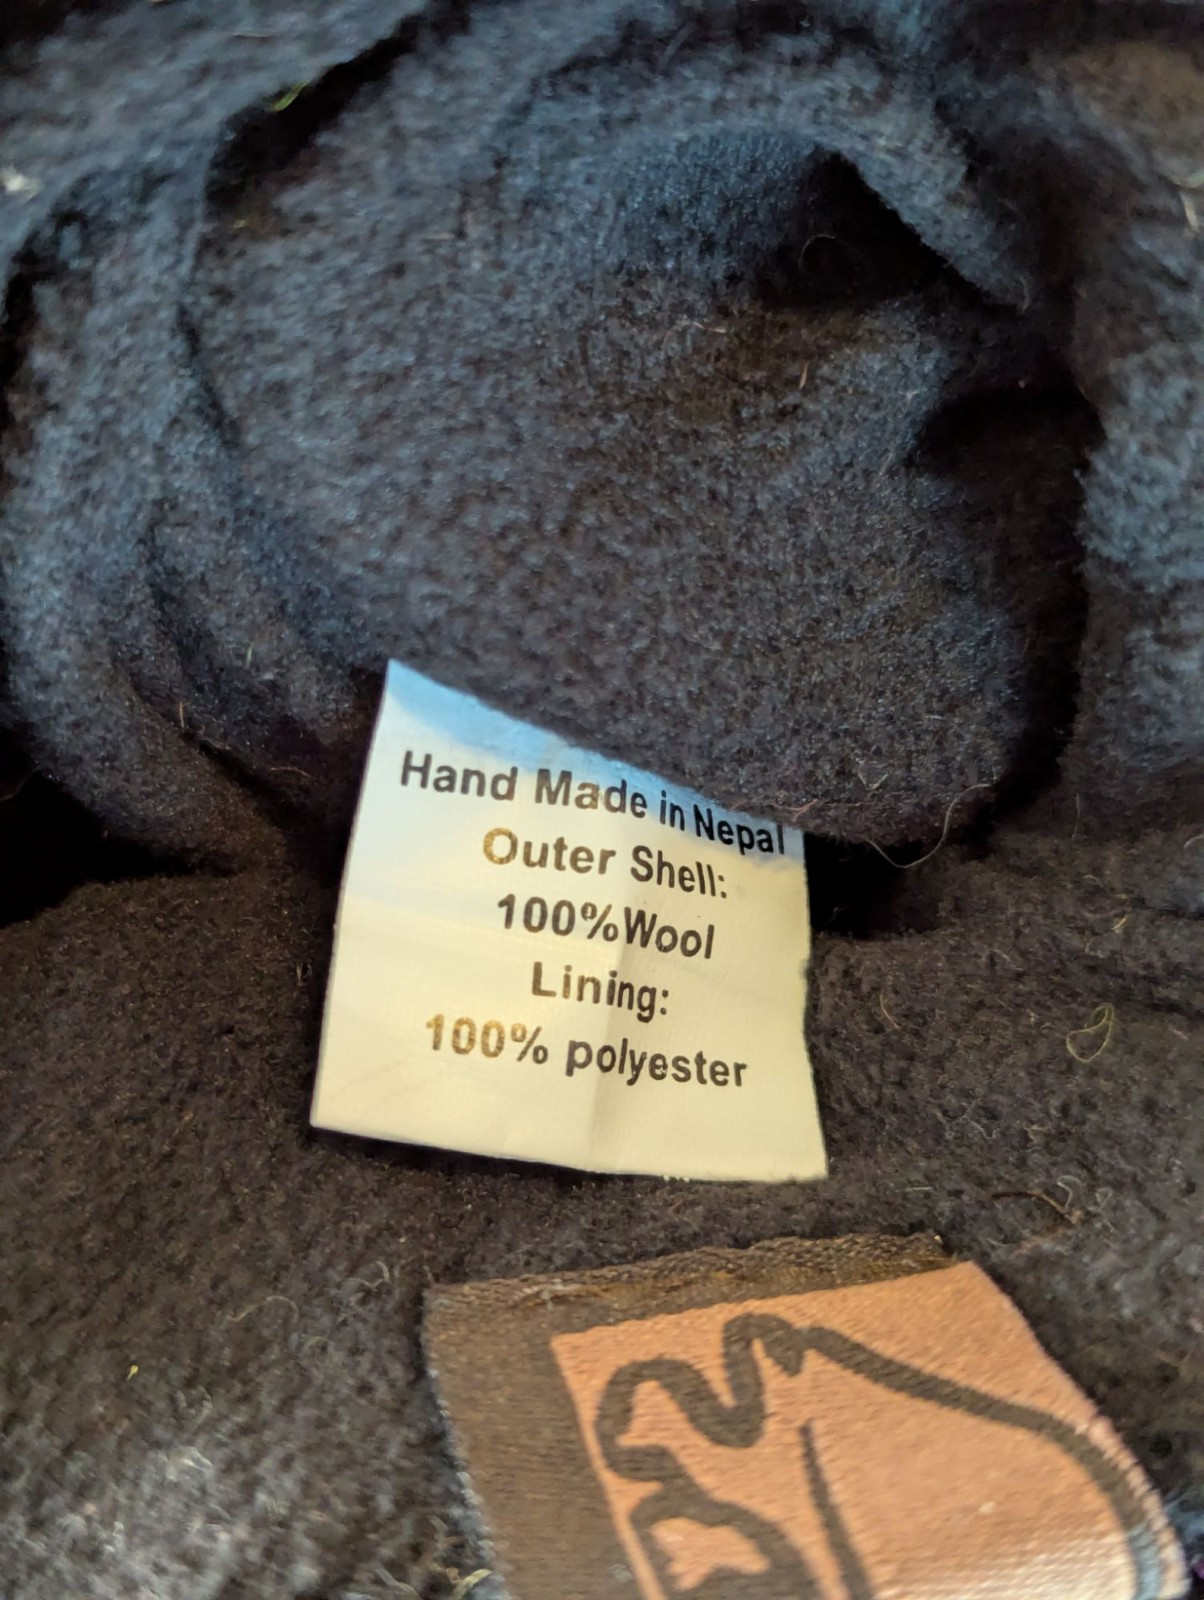 Hand Made in Nepal
Outer Shell:
100%Wool
Lining:
100% polyester